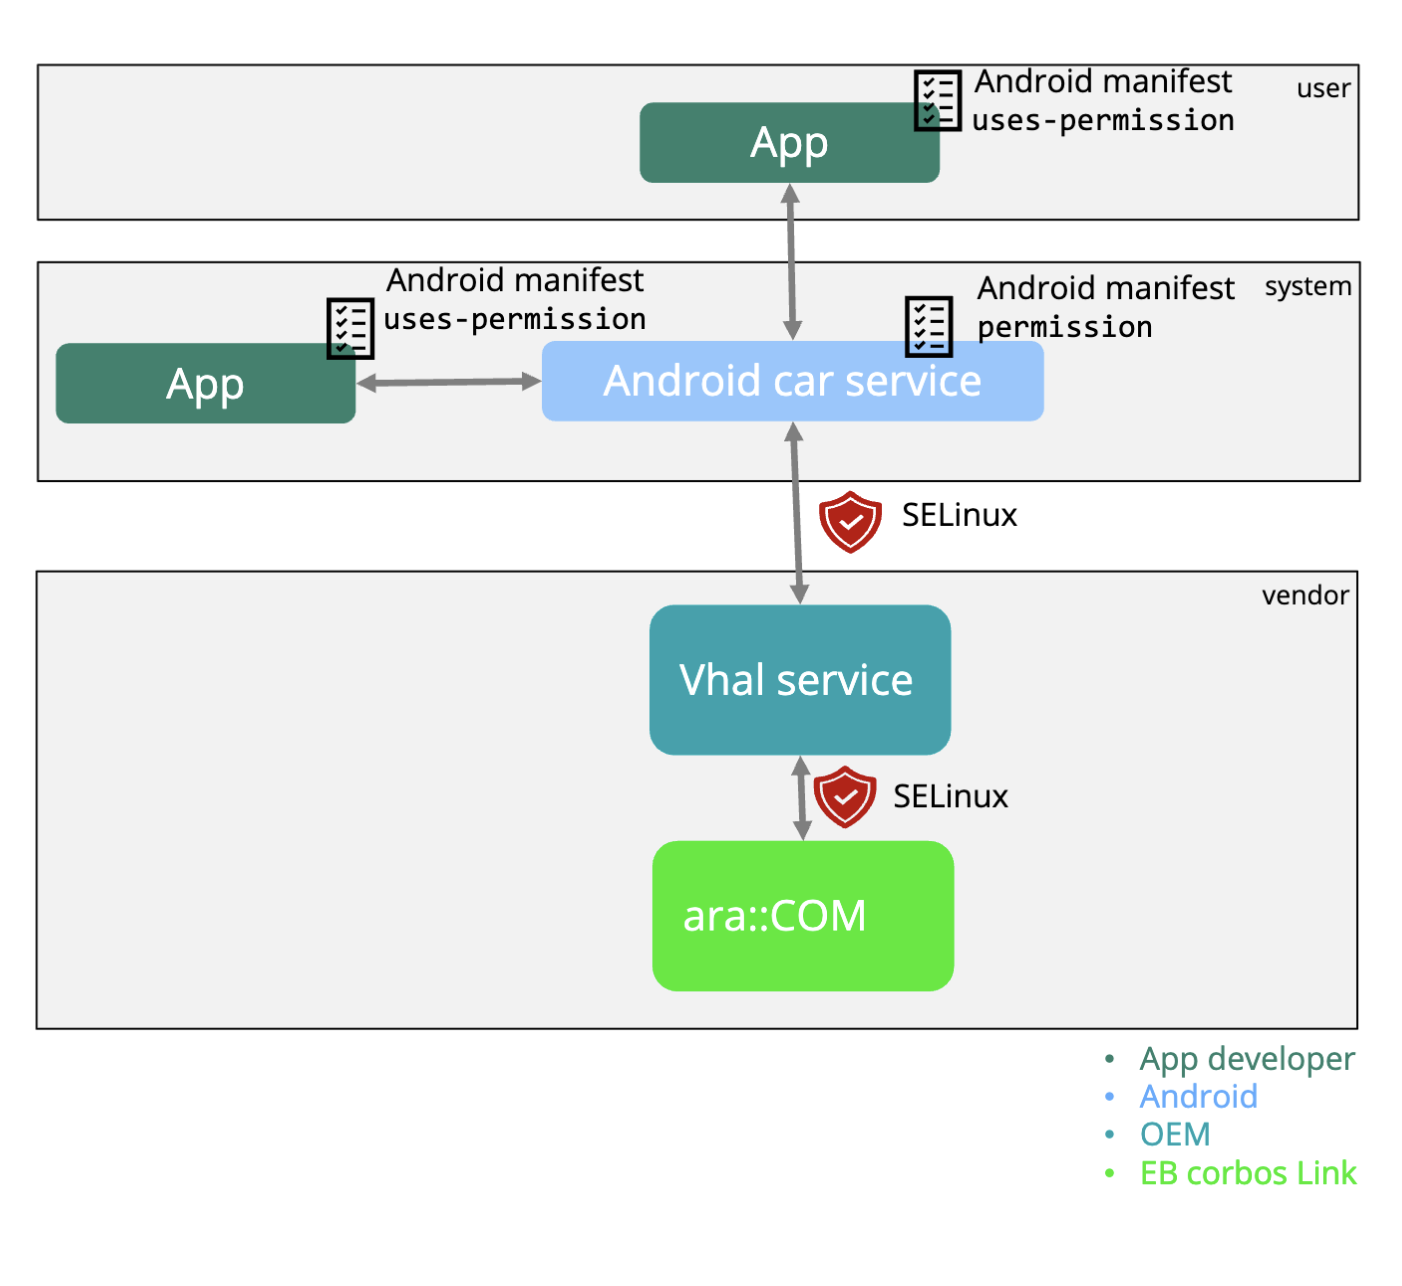 Android manifest
uses-permission
user
App
Android manifest
uses-permission
Android manifest
permission
system
App
Android car service
SELinux
vendor
Vhal service
SELinux
ara::COM
• App developer
• Android
• OEM
• EB corbos Link